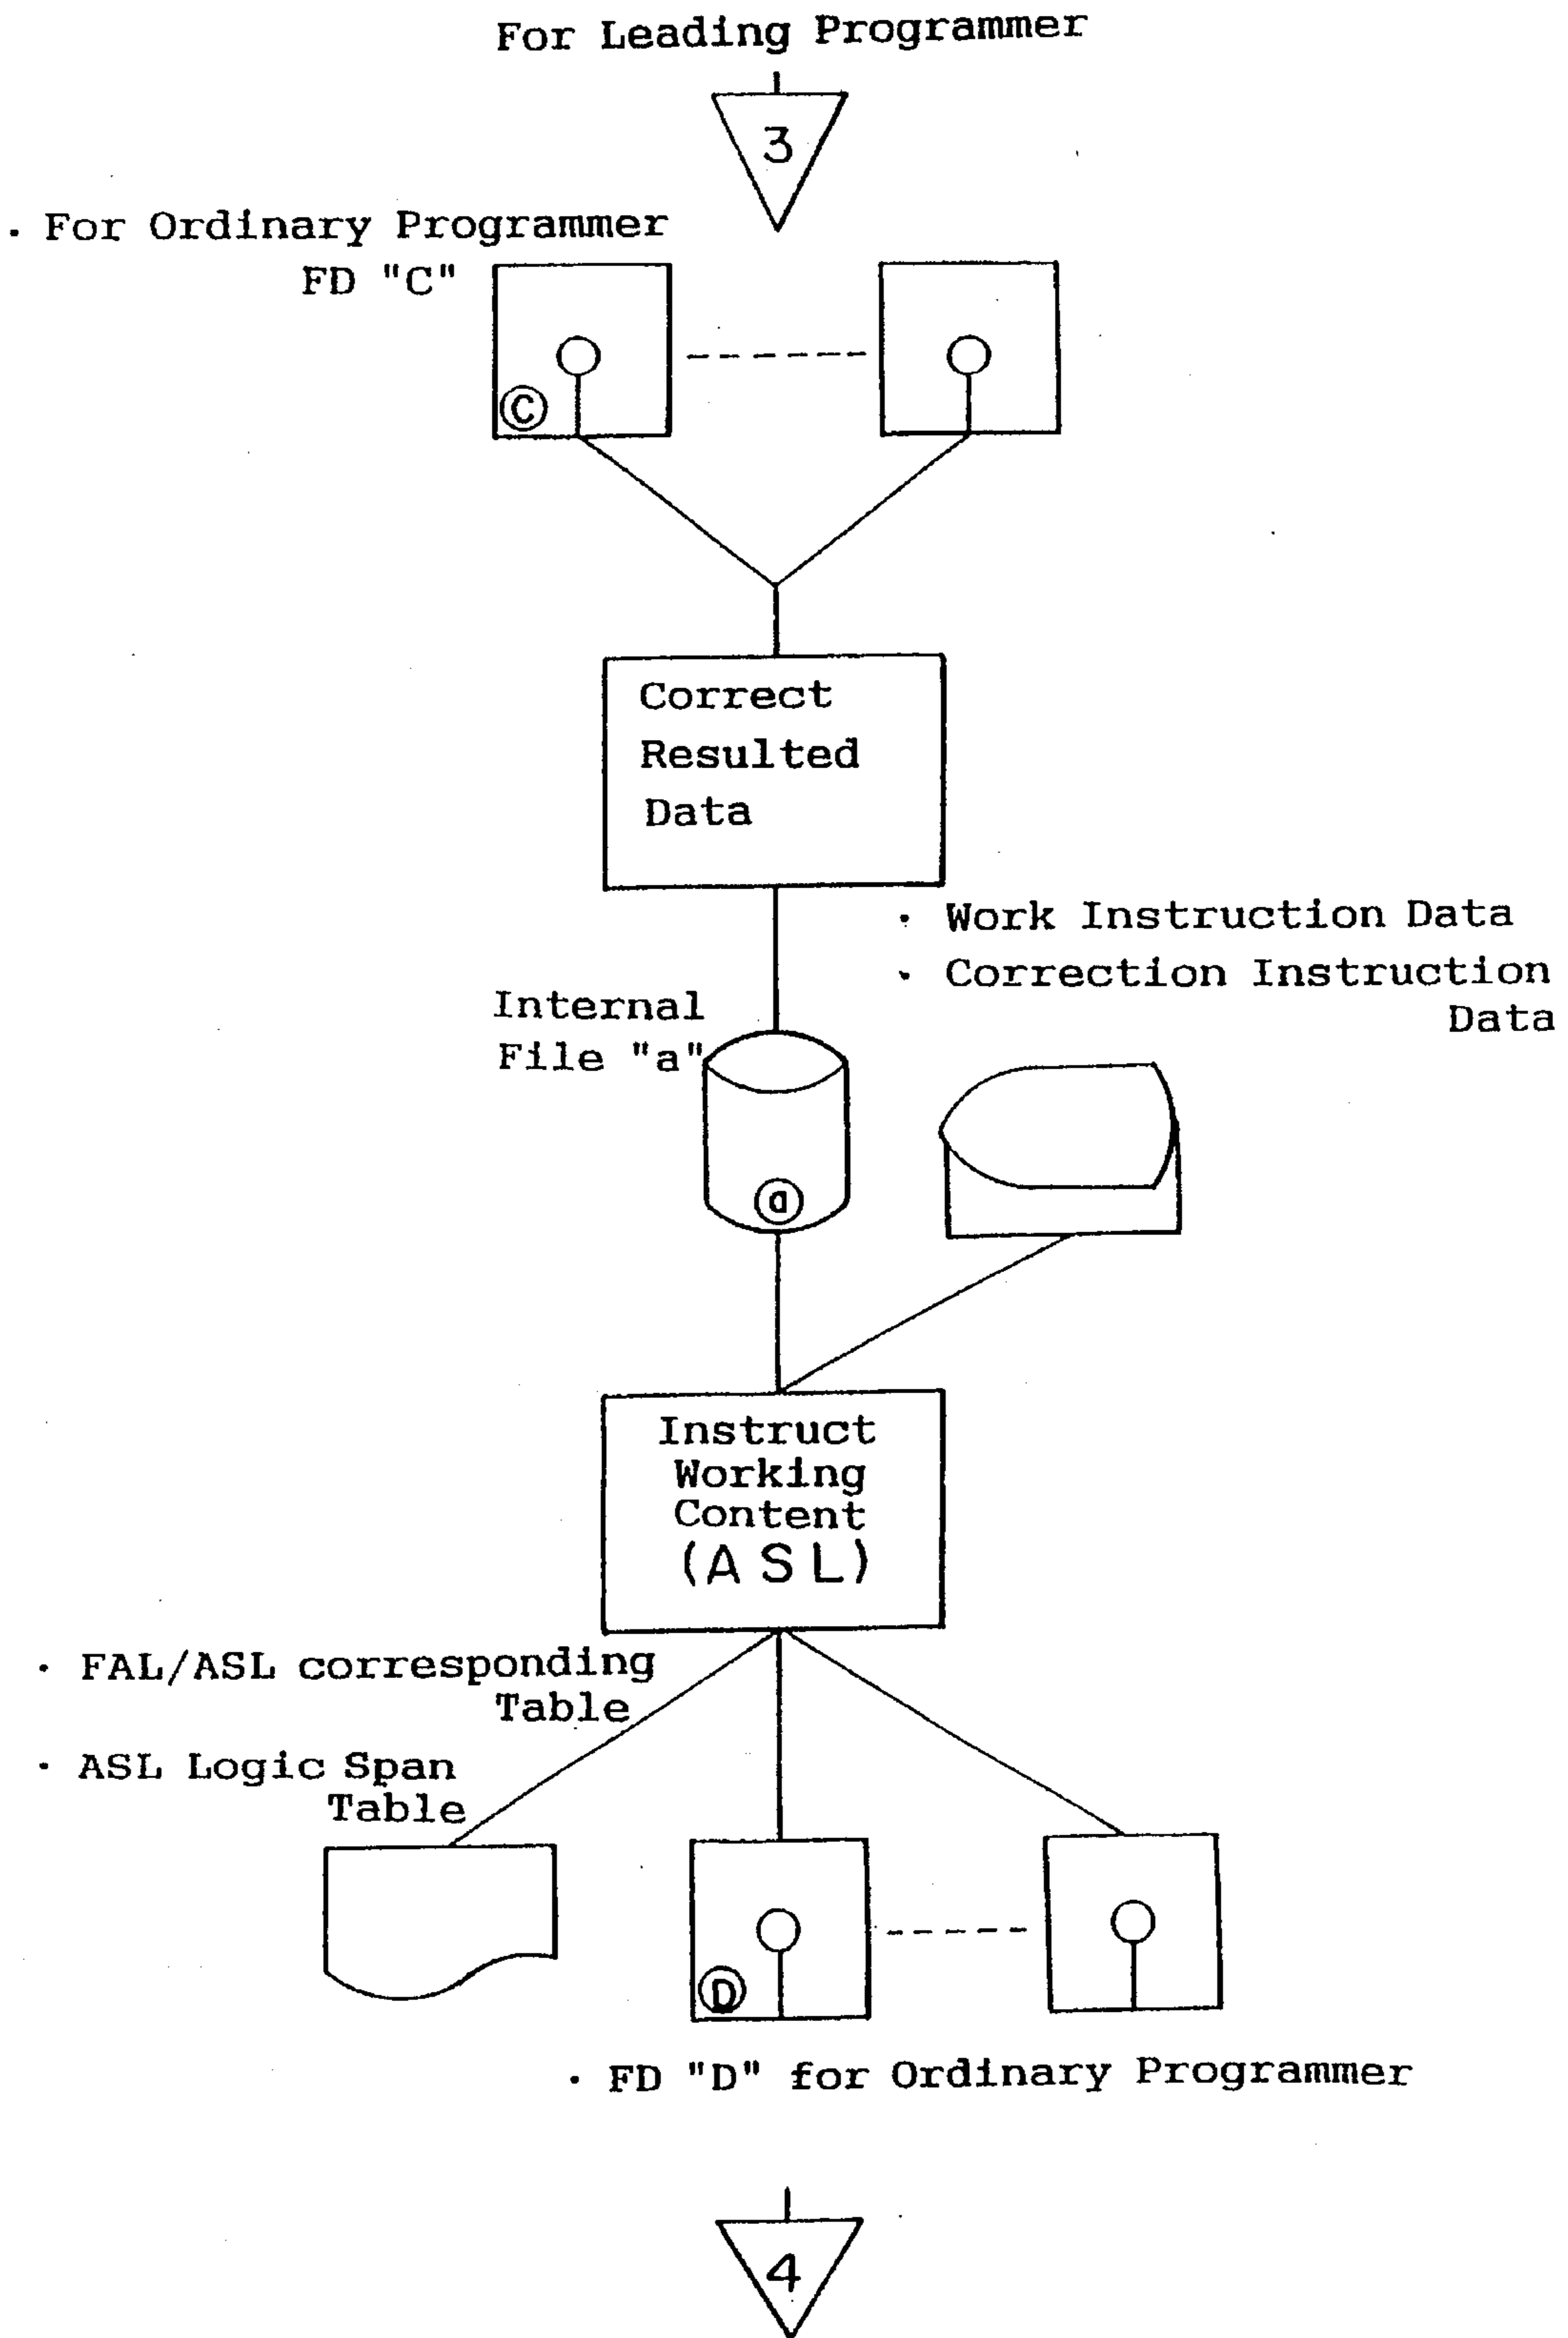 For Leading Programmer
3
· For Ordinary Programmer
FD "C"
C
Correct
Resulted
Data
· Work Instruction Data
· Correction Instruction
Data
Internal
File "a"
a
Instruct
Working
Content
(ASL)
· FAL/ASL corresponding
Table
· ASL Logic Span
Table
D
· FD "D" for Ordinary Programmer
4